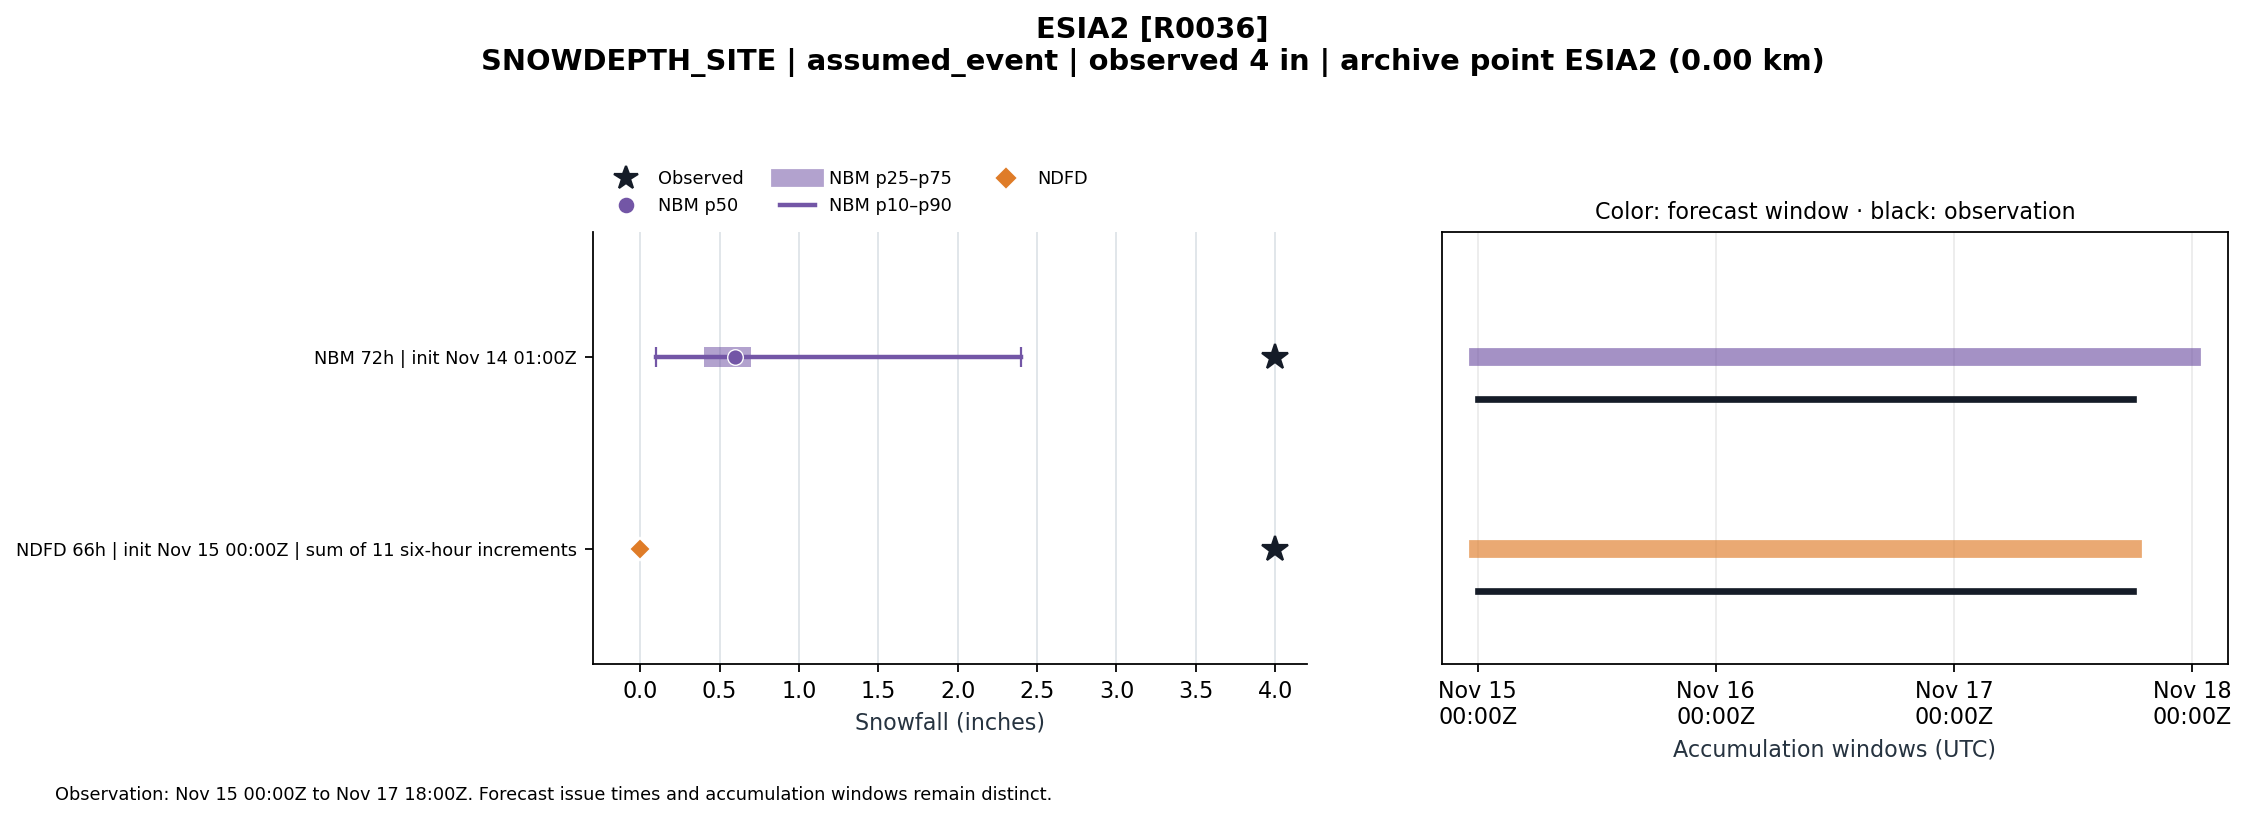 ESIA2 [R0036]
SNOWDEPTH_SITE | assumed_event | observed 4 in | archive point ESIA2 (0.00 km)
Observed
NBM p50
NBM p25–p75
NBM p10–p90
NDFD
NBM 72h | init Nov 14 01:00Z
NDFD 66h | init Nov 15 00:00Z | sum of 11 six-hour increments
0.0 0.5 1.0 1.5 2.0 2.5 3.0 3.5 4.0
Snowfall (inches)
Color: forecast window · black: observation
Nov 15 Nov 16 Nov 17 Nov 18
00:00Z 00:00Z 00:00Z 00:00Z
Accumulation windows (UTC)
Observation: Nov 15 00:00Z to Nov 17 18:00Z. Forecast issue times and accumulation windows remain distinct.